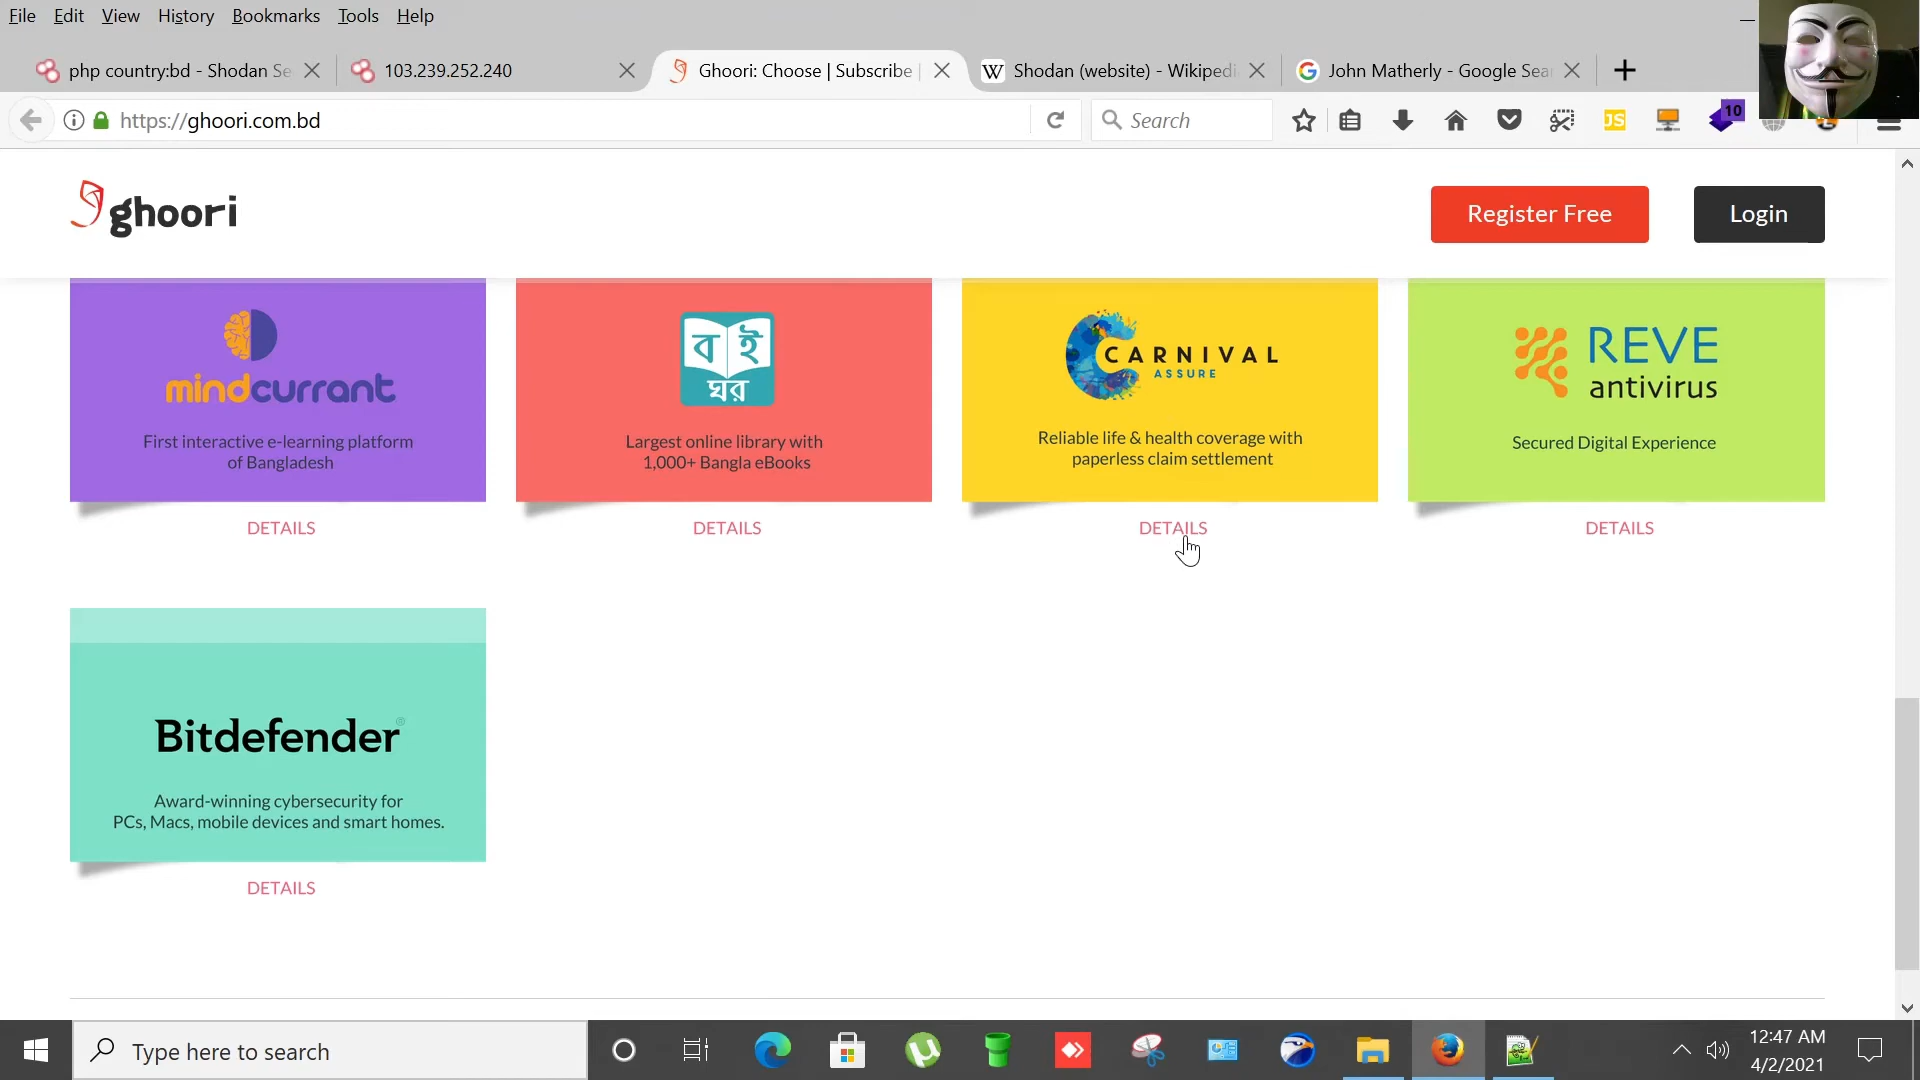 File Edit View History Bookmarks Tools Help
php country:bd - Shodan Se
103.239.252.240
Ghoori: Choose | Subscribe |
W Shodan (website) - Wikipedi
G John Matherly - Google Sear
https://ghoori.com.bd
Search
JS
10
ghoori
Register Free
Login
mindcurrant
First interactive e-learning platform
of Bangladesh
DETAILS
বই
ঘর
Largest online library with
1,000+ Bangla eBooks
DETAILS
CARNIVAL
ASSURE
Reliable life & health coverage with
paperless claim settlement
DETAILS
REVE
antivirus
Secured Digital Experience
DETAILS
Bitdefender®
Award-winning cybersecurity for
PCs, Macs, mobile devices and smart homes.
DETAILS
Type here to search
12:47 AM
4/2/2021